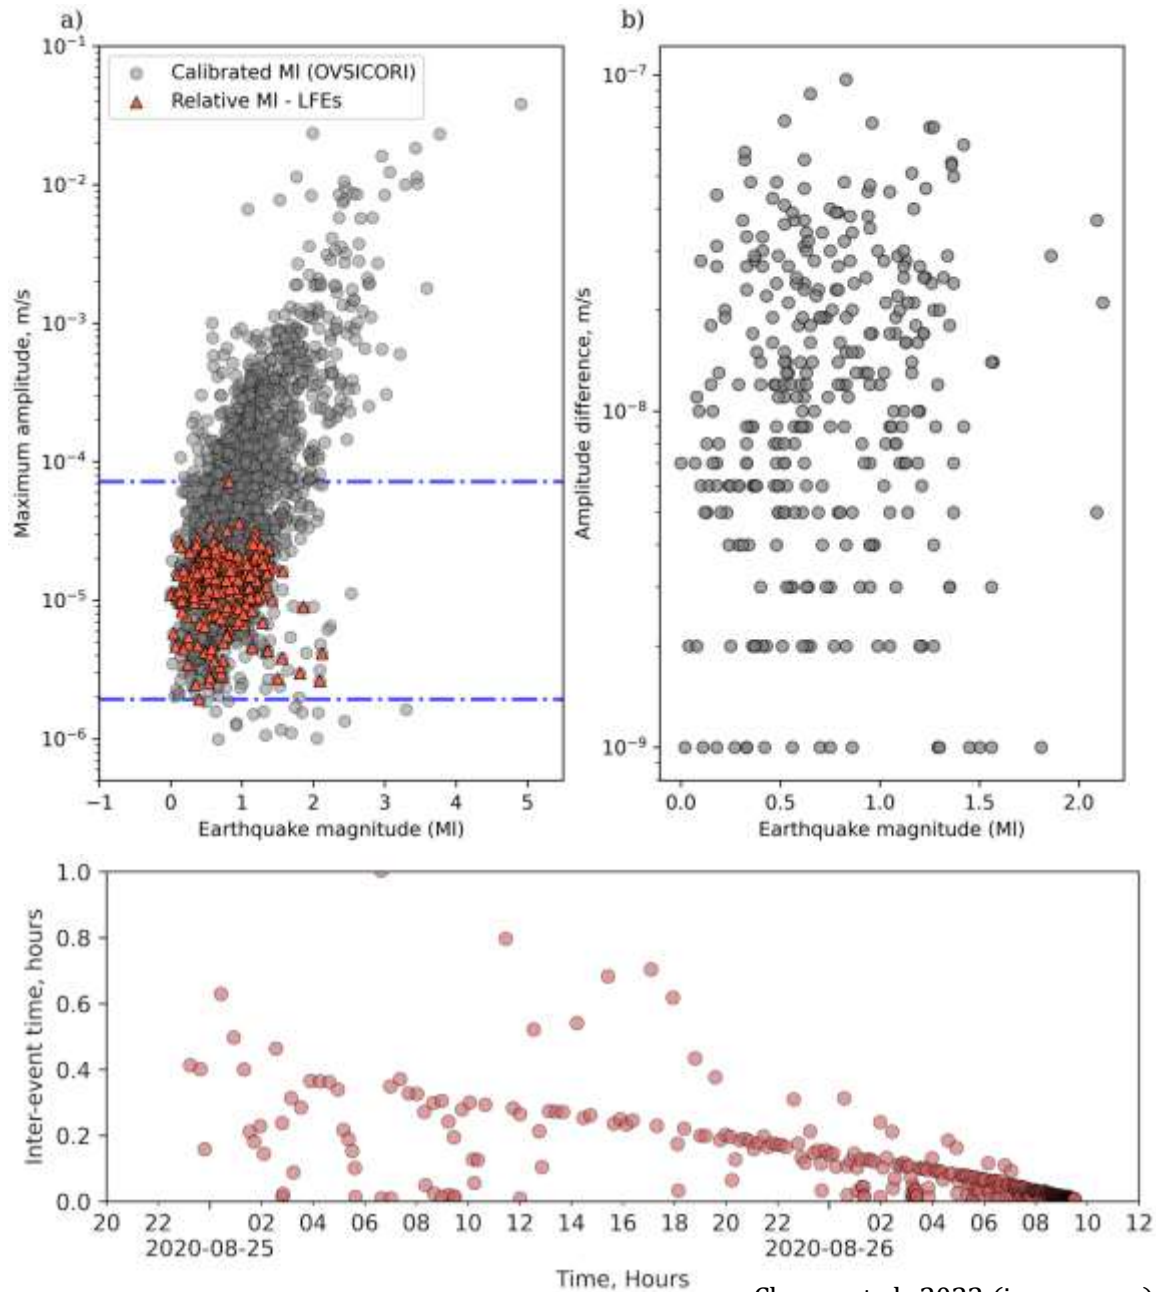 a)
b)
Calibrated Ml (OVSICORI)
Relative Ml - LFEs
10⁻¹
10⁻²
10⁻³
10⁻⁴
10⁻⁵
10⁻⁶
Maximum amplitude, m/s
−1 0 1 2 3 4 5
Earthquake magnitude (Ml)
10⁻⁷
10⁻⁸
10⁻⁹
Amplitude difference, m/s
0.0 0.5 1.0 1.5 2.0
Earthquake magnitude (Ml)
1.0
0.8
0.6
0.4
0.2
0.0
Inter-event time, hours
20 22 02 04 06 08 10 12 14 16 18 20 22 02 04 06 08 10 12
2020-08-25 2020-08-26
Time, Hours